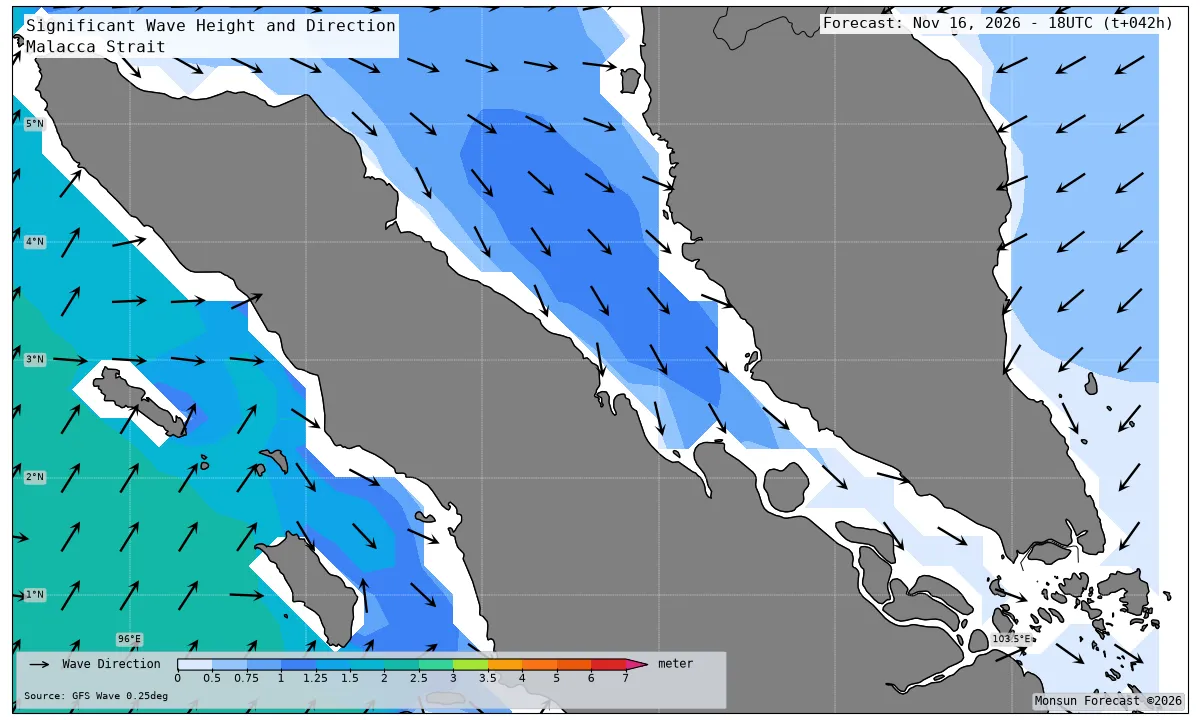 Significant Wave Height and Direction
Malacca Strait
Forecast: Nov 16, 2026 - 18UTC (t+042h)
5°N
4°N
3°N
2°N
1°N
96°E
103.5°E
Wave Direction
meter
0 0.5 0.75 1 1.25 1.5 2 2.5 3 3.5 4 5 6 7
Source: GFS Wave 0.25deg
Monsun Forecast ©2026